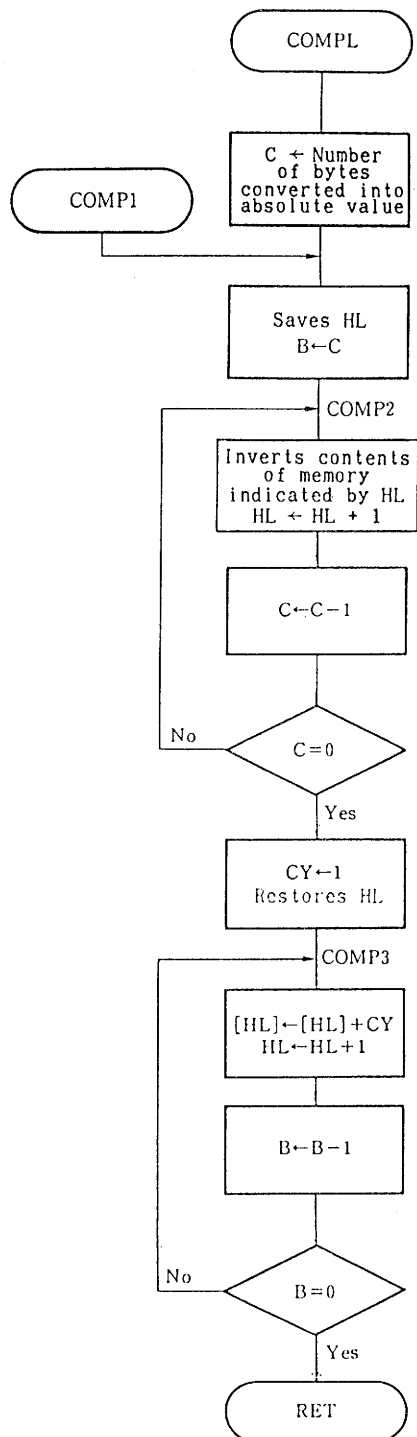 COMPL
C ← Number
of bytes
converted into
absolute value
COMP1
Saves HL
B←C
COMP2
Inverts contents
of memory
indicated by HL
HL ← HL + 1
C←C−1
C=0
No
Yes
CY←1
Restores HL
COMP3
[HL]←[HL]+CY
HL←HL+1
B←B−1
B=0
No
Yes
RET